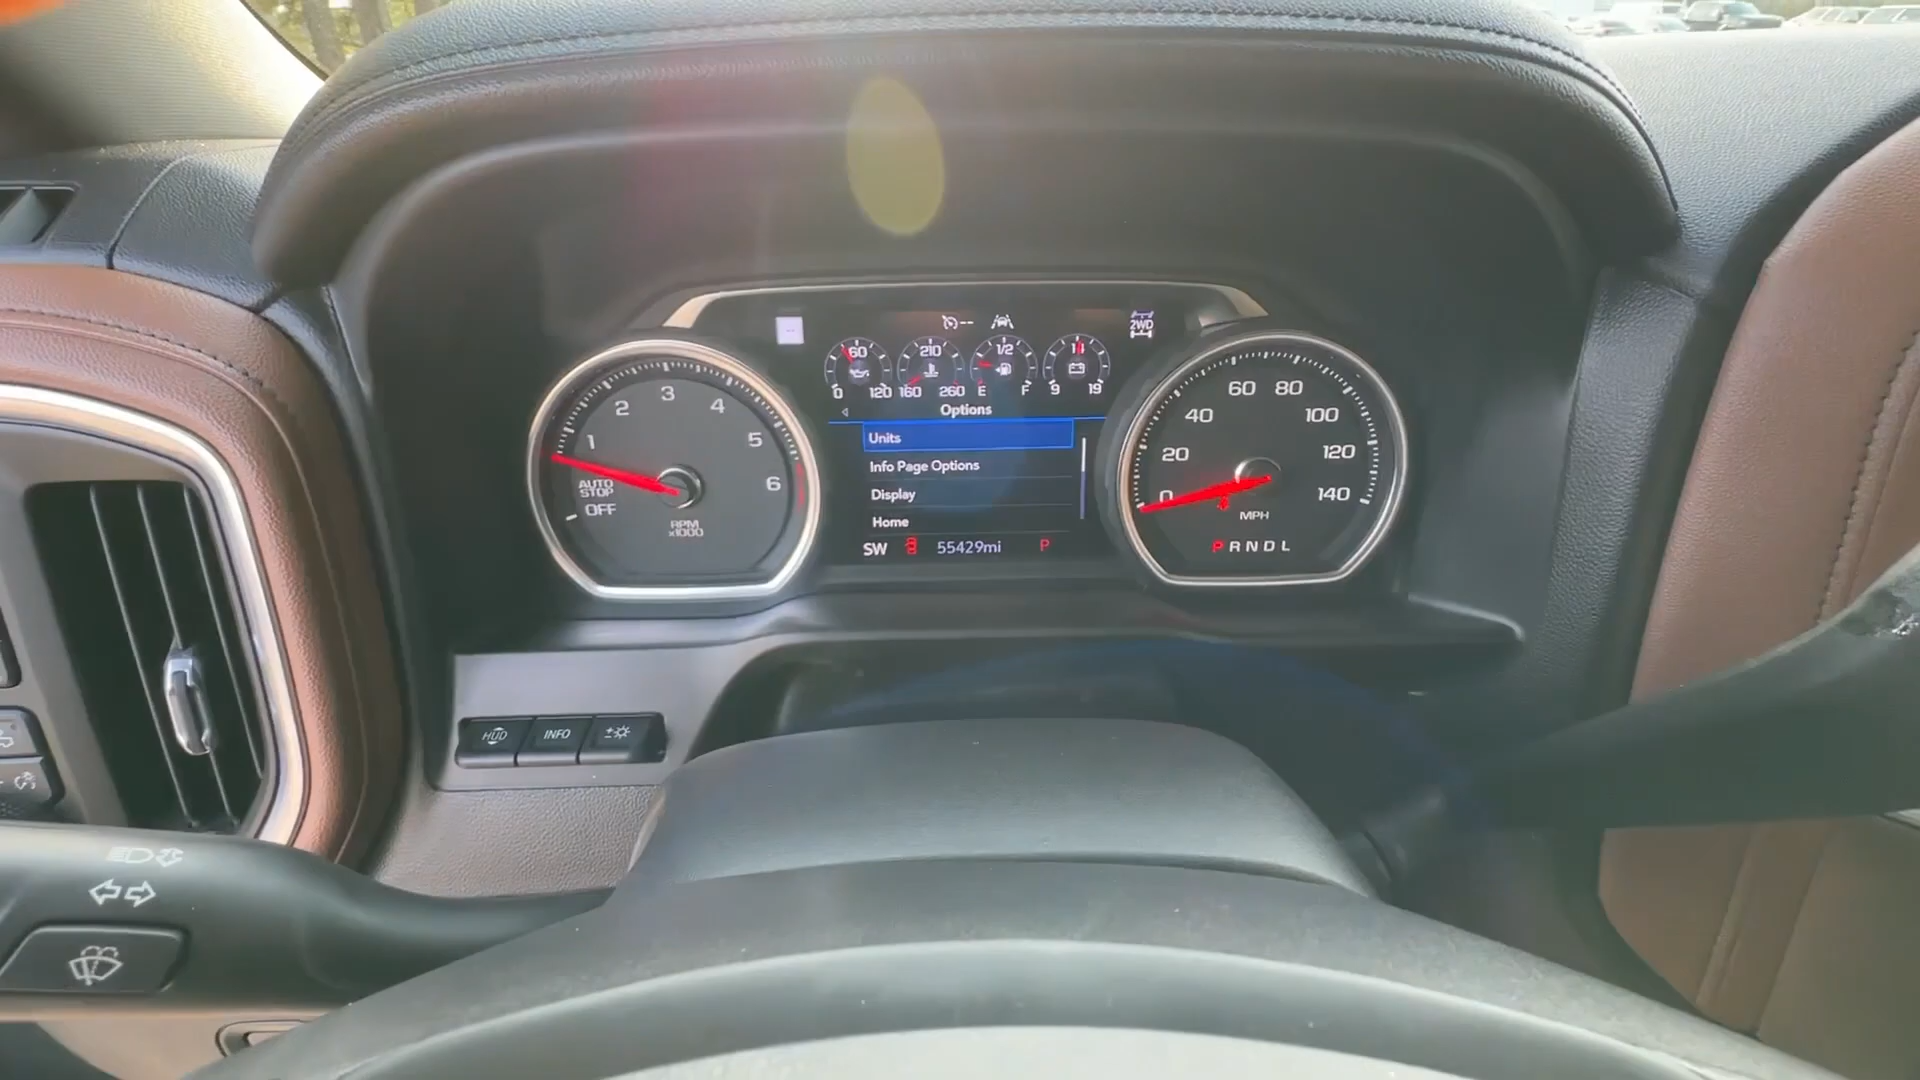 2WD
60
0 120
210
160 260
1/2
E F
9 19
Options
Units
Info Page Options
Display
Home
SW 55429mi P
1
2
3
4
5
6
AUTO
STOP
OFF
RPM
x1000
0
20
40
60
80
100
120
140
MPH
PRNDL
HUD
INFO